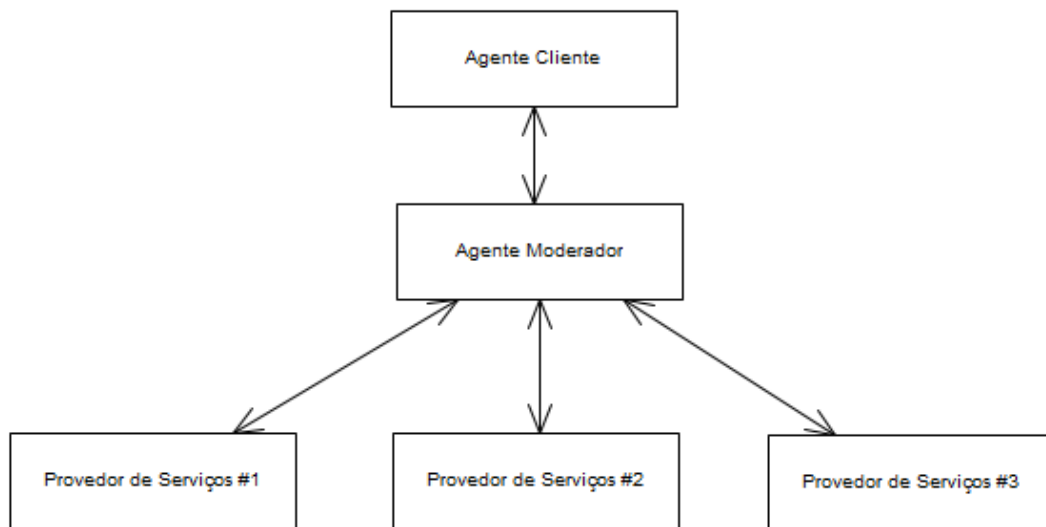 Agente Cliente
Agente Moderador
Provedor de Serviços #1
Provedor de Serviços #2
Provedor de Serviços #3